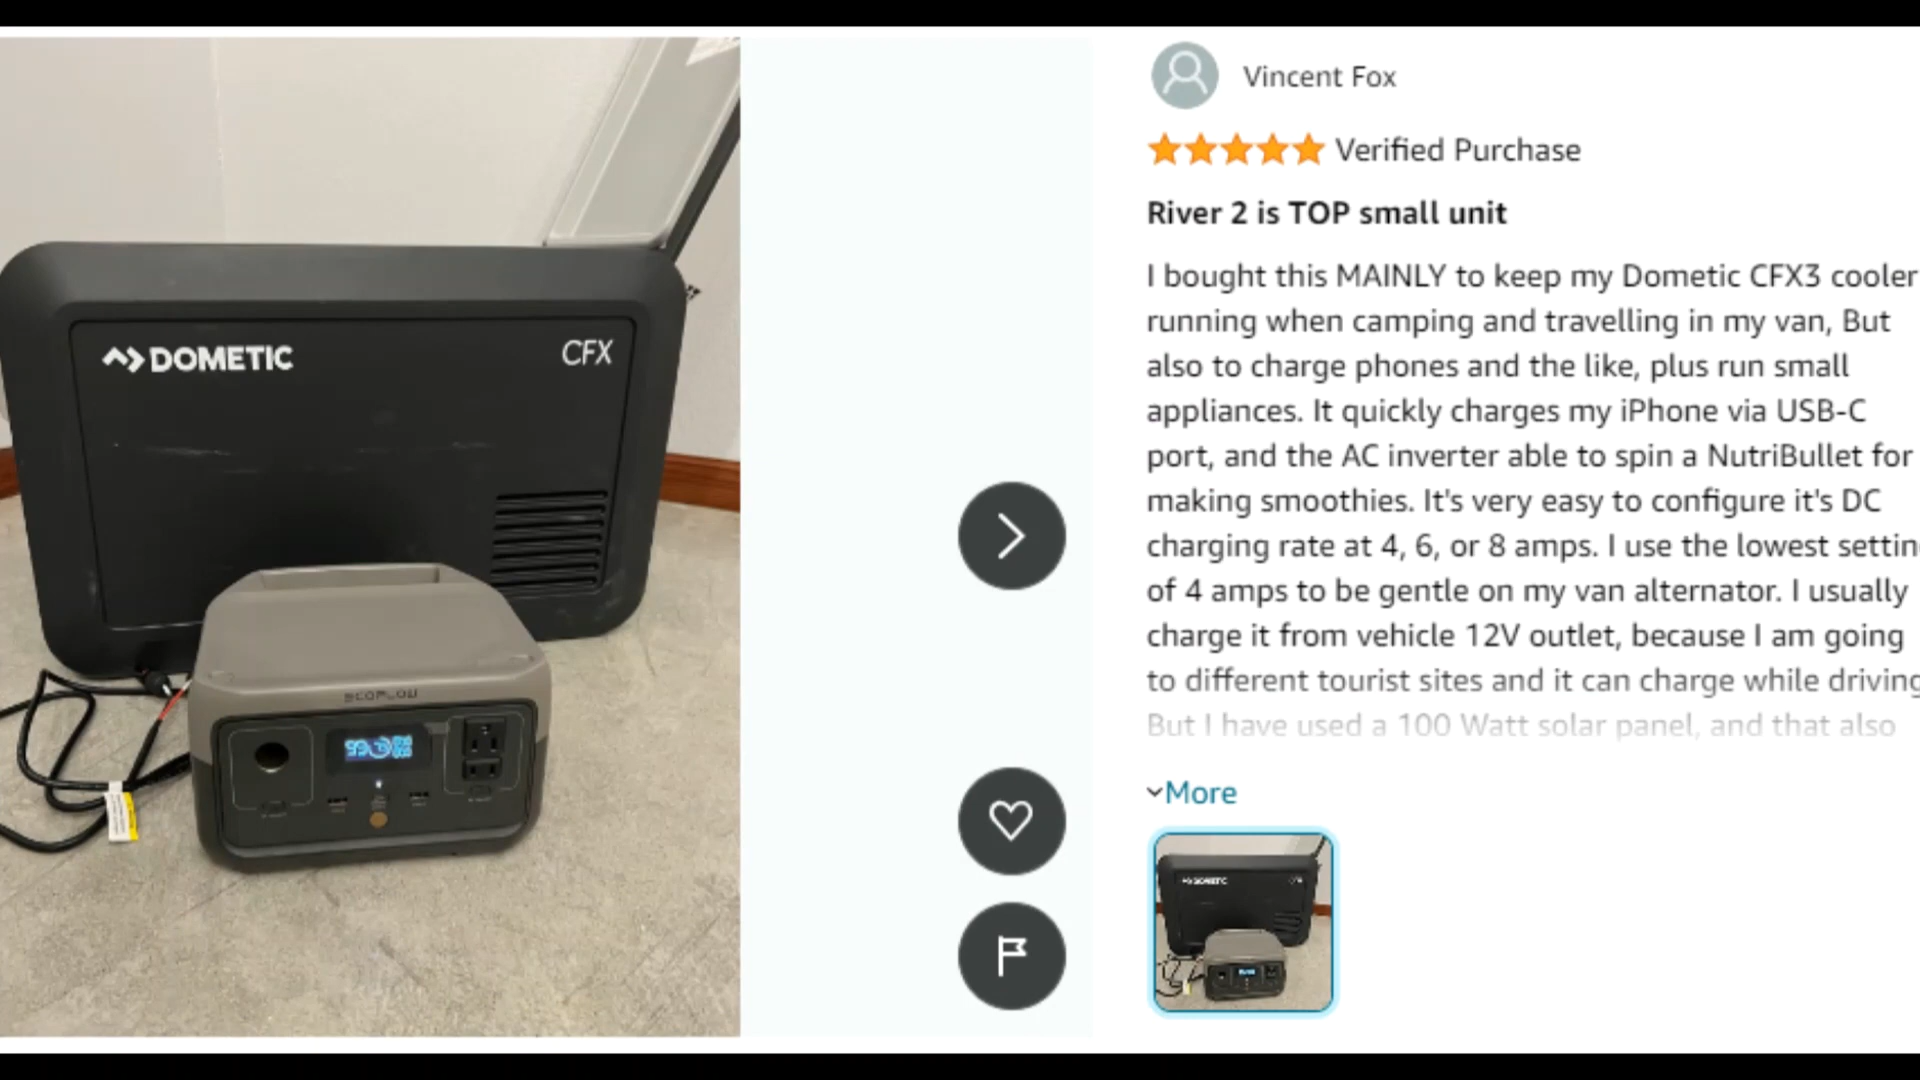 DOMETIC
CFX
ECOFLOW
99
Vincent Fox
Verified Purchase
River 2 is TOP small unit
I bought this MAINLY to keep my Dometic CFX3 cooler
running when camping and travelling in my van, But
also to charge phones and the like, plus run small
appliances. It quickly charges my iPhone via USB-C
port, and the AC inverter able to spin a NutriBullet for
making smoothies. It's very easy to configure it's DC
charging rate at 4, 6, or 8 amps. I use the lowest settin
of 4 amps to be gentle on my van alternator. I usually
charge it from vehicle 12V outlet, because I am going
to different tourist sites and it can charge while driving
But I have used a 100 Watt solar panel, and that also
More